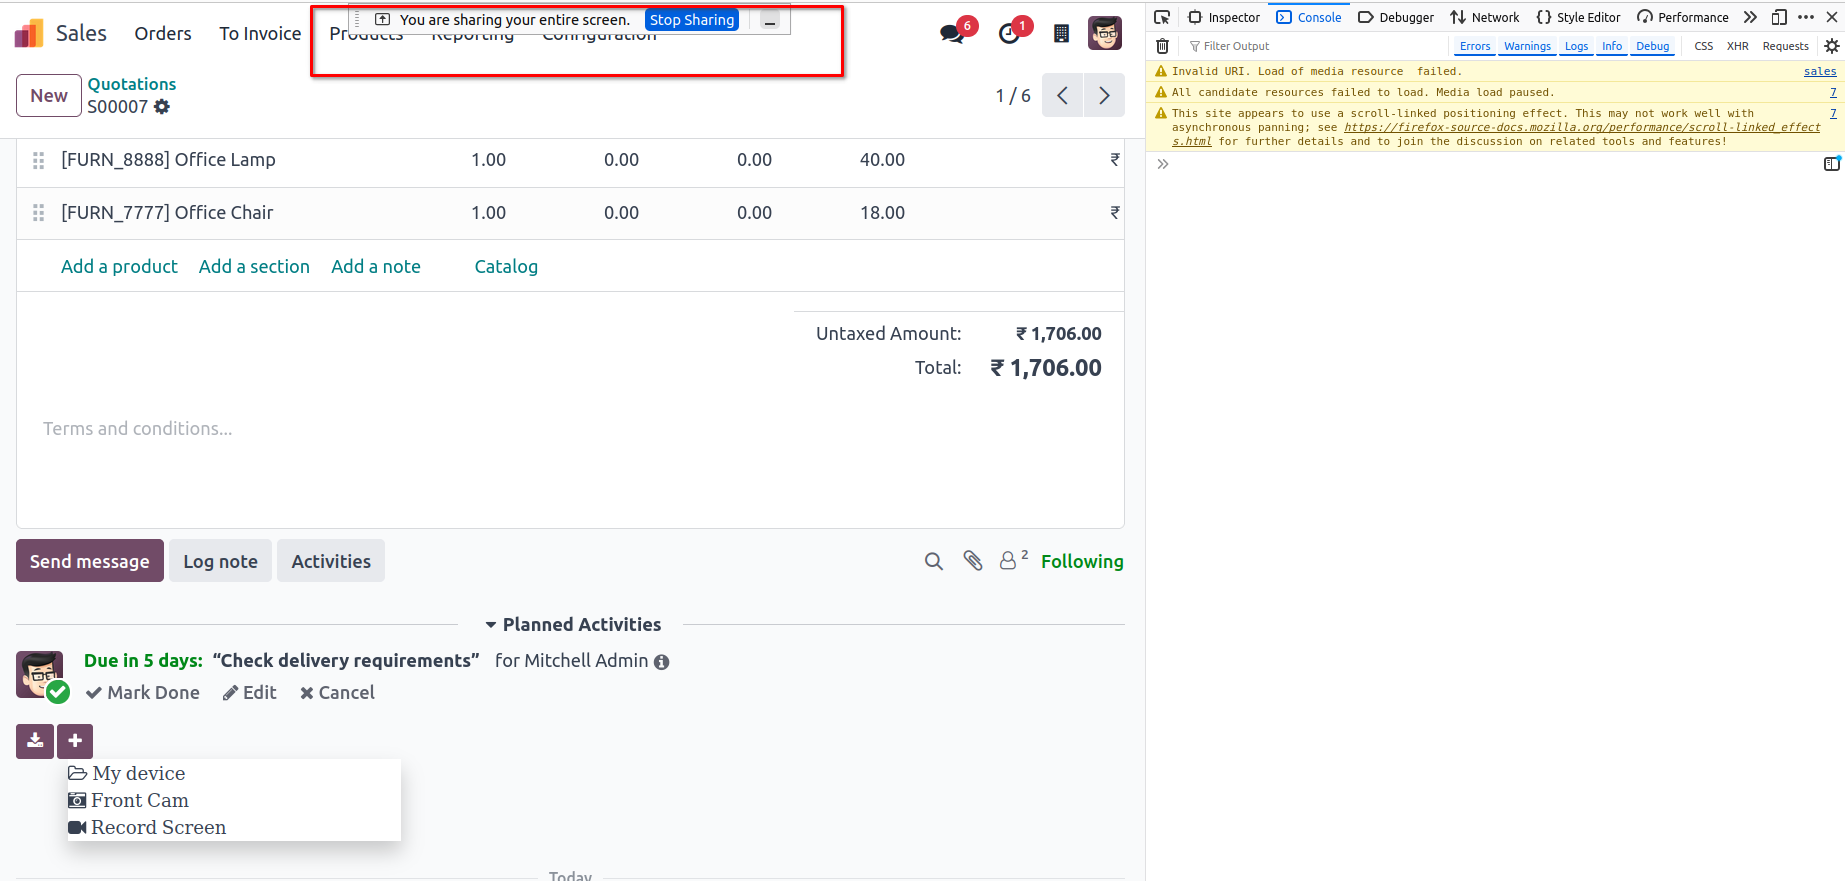 You are sharing your entire screen. Stop Sharing
Sales Orders To Invoice Products Reporting Configuration 6 1
New Quotations
S00007
1 / 6
[FURN_8888] Office Lamp 1.00 0.00 0.00 40.00 ₹
[FURN_7777] Office Chair 1.00 0.00 0.00 18.00 ₹
Add a product Add a section Add a note Catalog
Untaxed Amount: ₹ 1,706.00
Total: ₹ 1,706.00
Terms and conditions...
Send message Log note Activities 2 Following
Planned Activities
Due in 5 days: “Check delivery requirements” for Mitchell Admin
Mark Done Edit Cancel
My device
Front Cam
Record Screen
Today
Inspector Console Debugger Network Style Editor Performance
Filter Output Errors Warnings Logs Info Debug CSS XHR Requests
Invalid URI. Load of media resource  failed. sales
All candidate resources failed to load. Media load paused. 7
This site appears to use a scroll-linked positioning effect. This may not work well with 7
asynchronous panning; see https://firefox-source-docs.mozilla.org/performance/scroll-linked_effect
s.html for further details and to join the discussion on related tools and features!